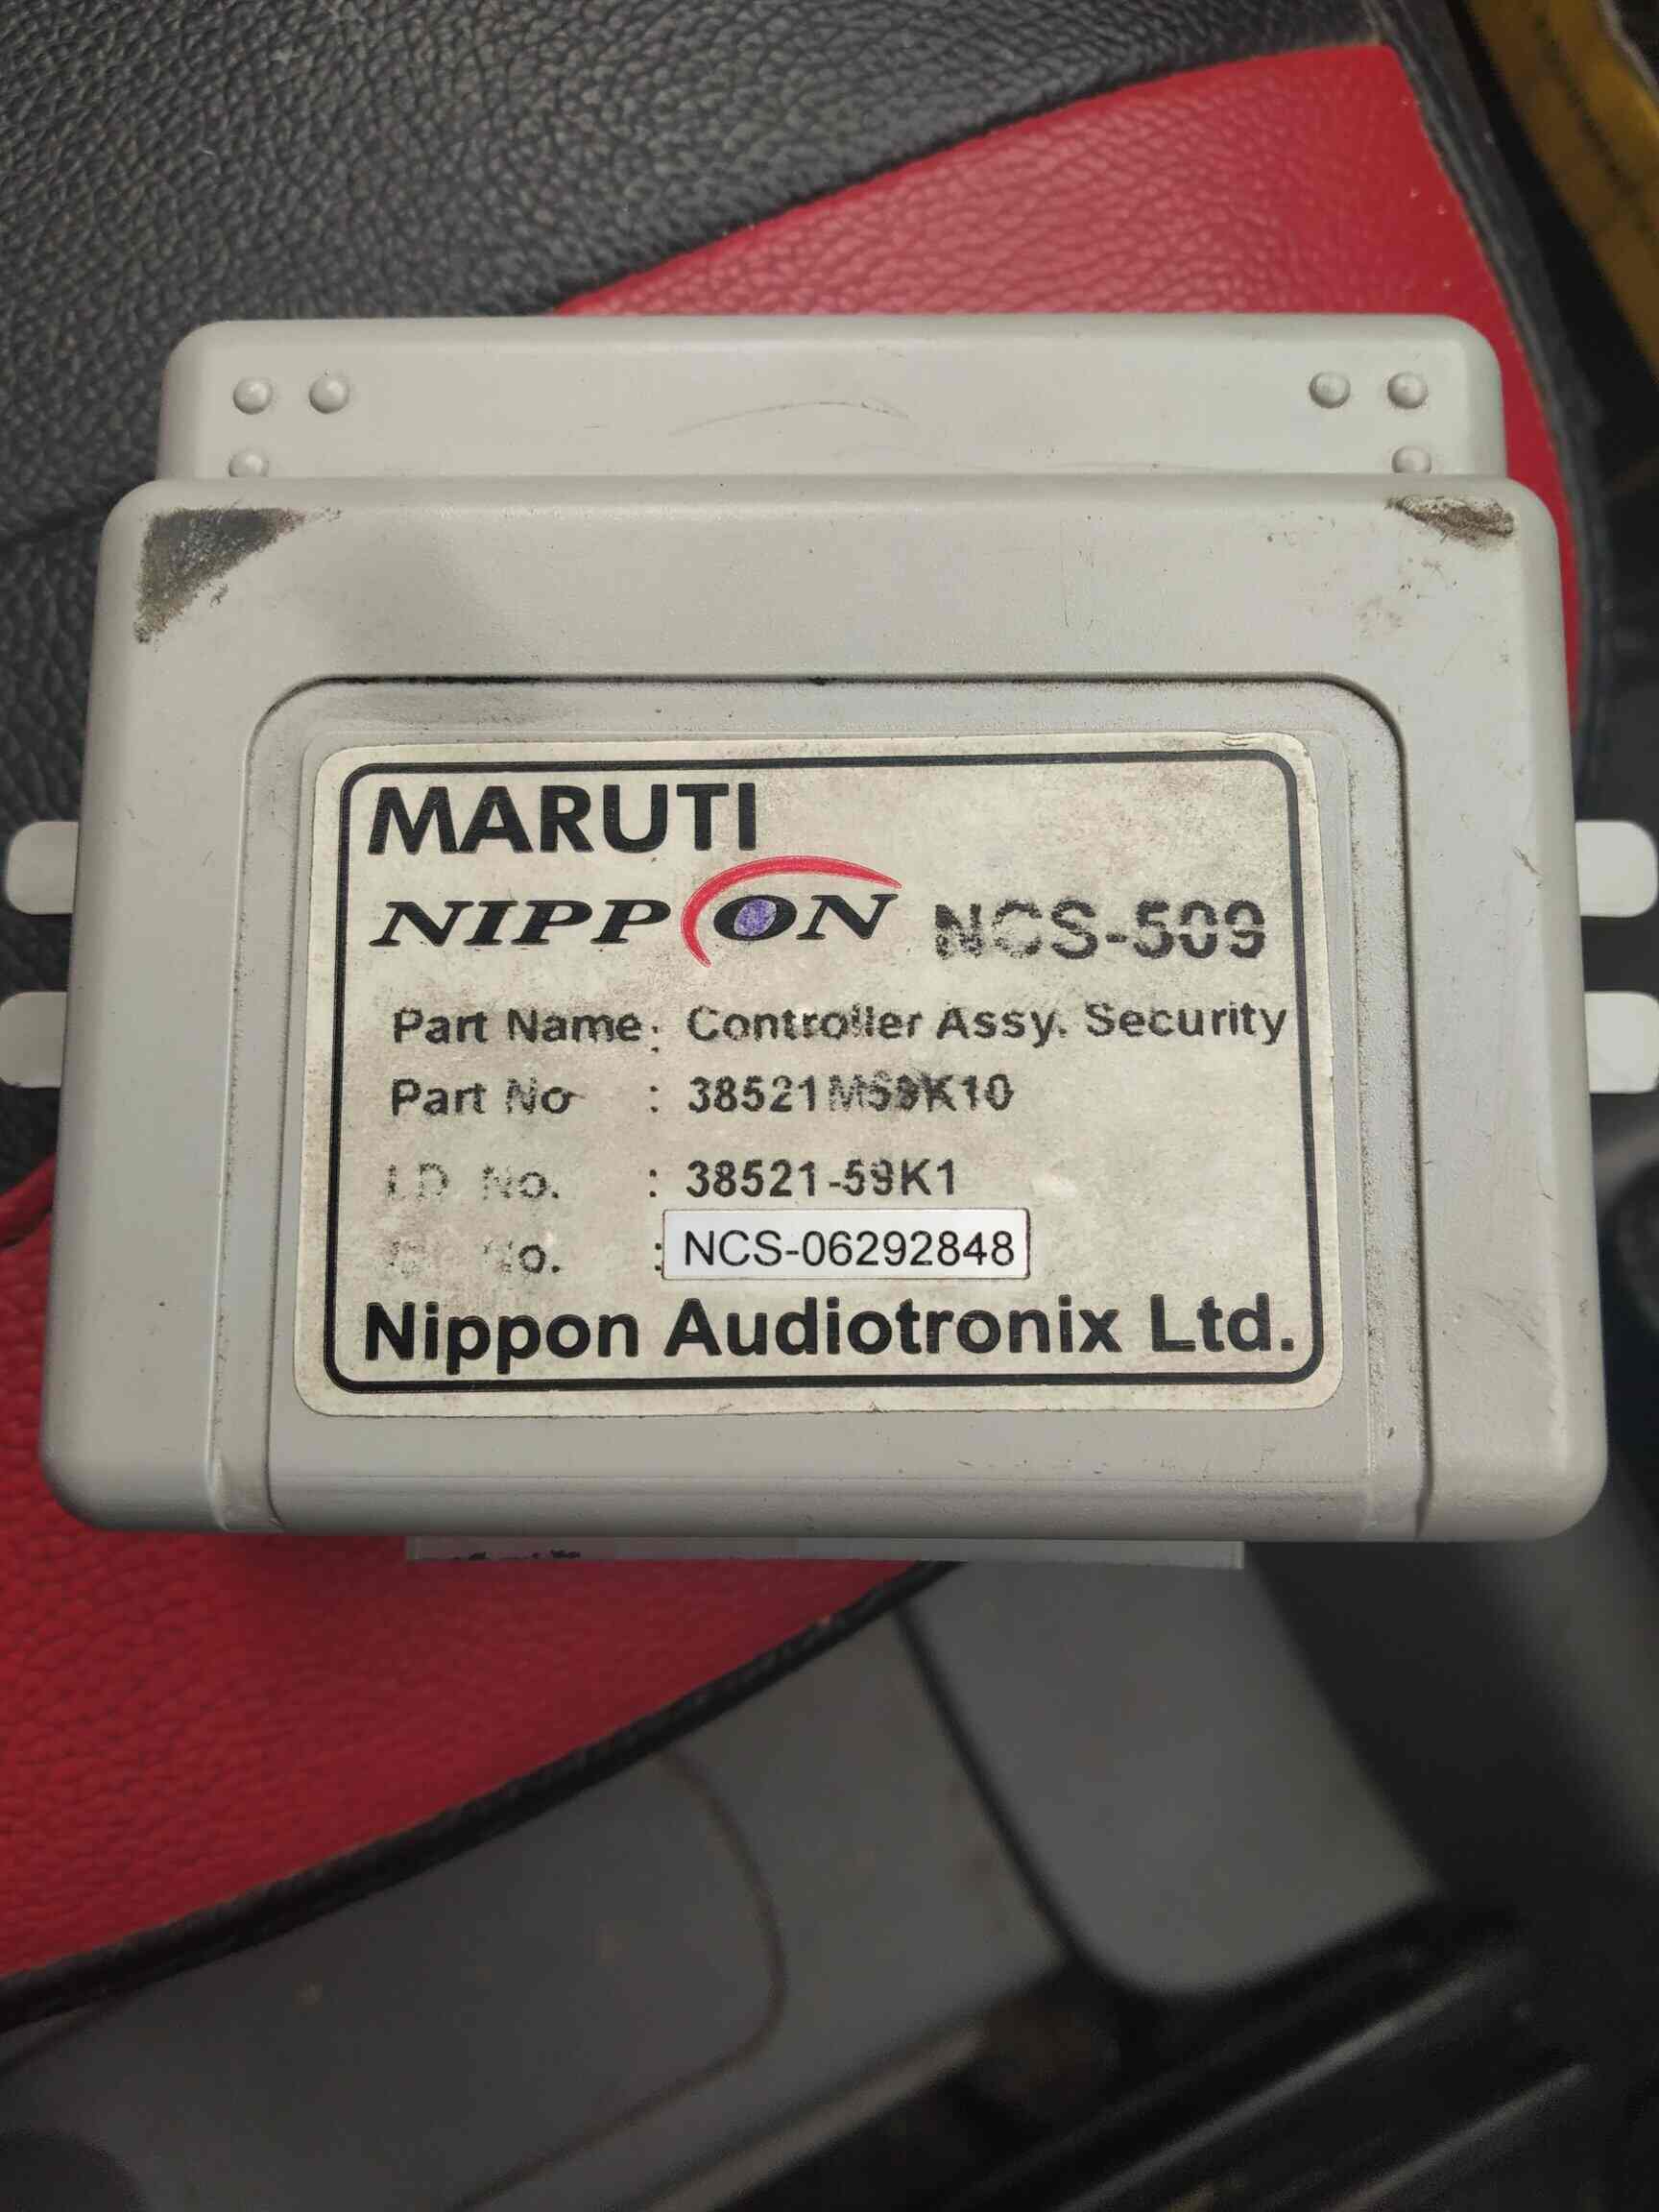 MARUTI
NIPPON NCS-509
Part Name: Controller Assy. Security
Part No : 38521M59K10
I.D. No. : 38521-59K1
No. : NCS-06292848
Nippon Audiotronix Ltd.